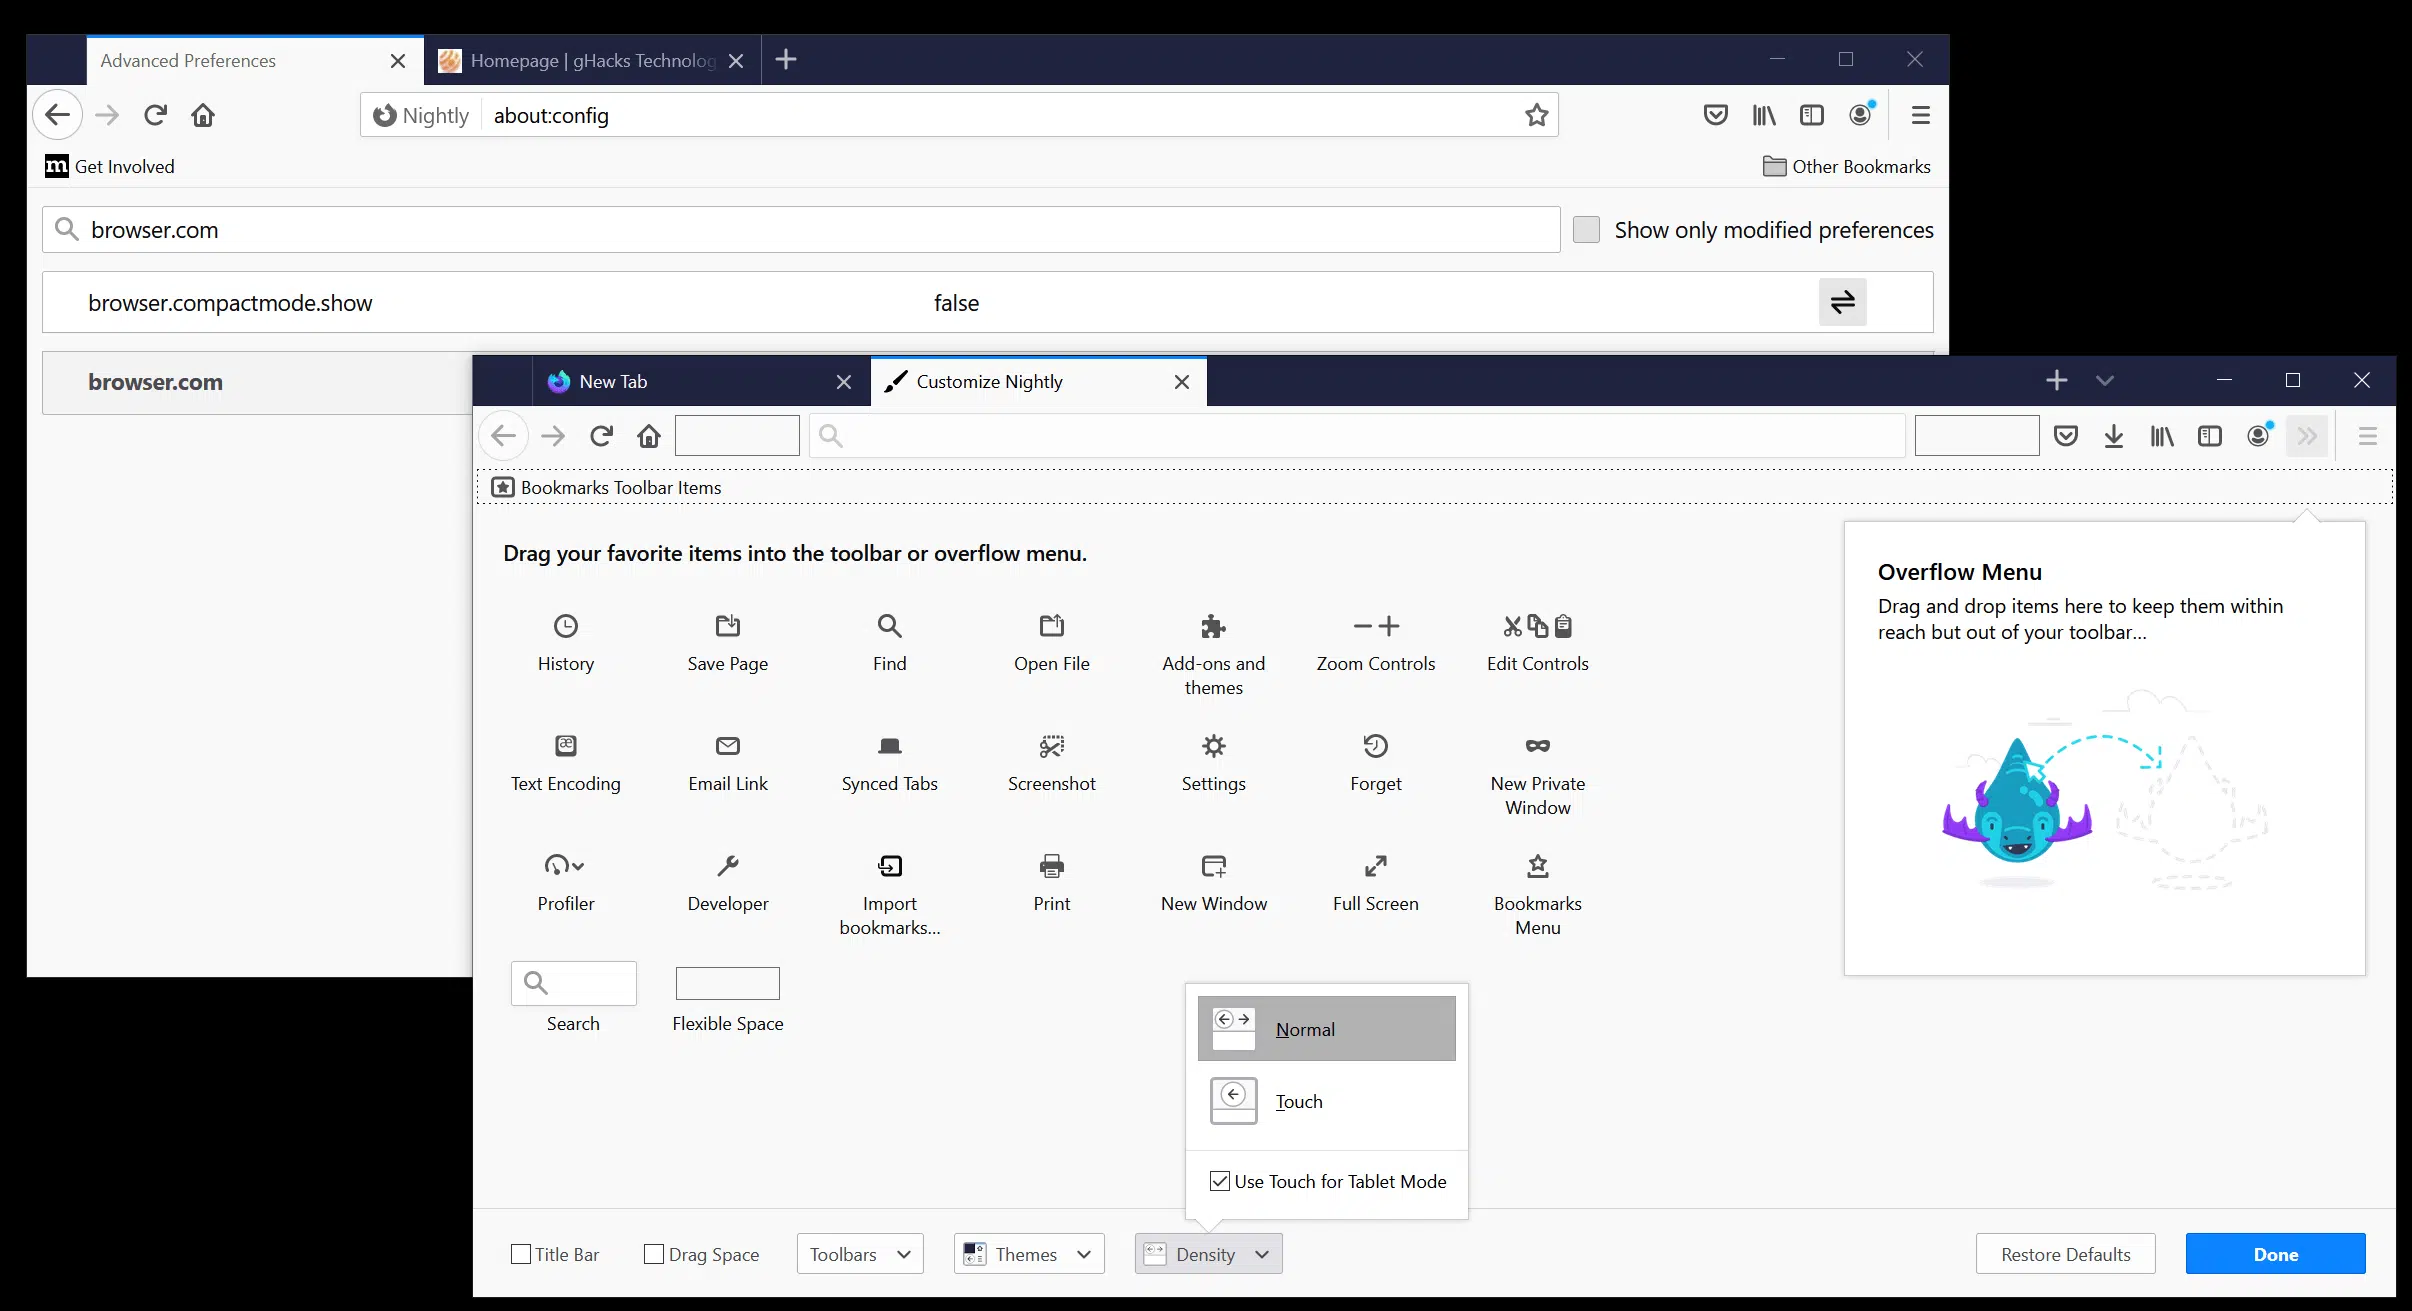 Advanced Preferences
Homepage | gHacks Technolog
Nightly
about:config
m Get Involved
Other Bookmarks
browser.com
Show only modified preferences
browser.compactmode.show
false
browser.com
New Tab
Customize Nightly
Bookmarks Toolbar Items
Drag your favorite items into the toolbar or overflow menu.
Overflow Menu
Drag and drop items here to keep them within
reach but out of your toolbar...
History
Save Page
Find
Open File
Add-ons and
themes
Zoom Controls
Edit Controls
æ
Text Encoding
Email Link
Synced Tabs
Screenshot
Settings
Forget
New Private
Window
Profiler
Developer
Import
bookmarks...
Print
New Window
Full Screen
Bookmarks
Menu
Search
Flexible Space
Normal
Touch
Use Touch for Tablet Mode
Title Bar
Drag Space
Toolbars
Themes
Density
Restore Defaults
Done